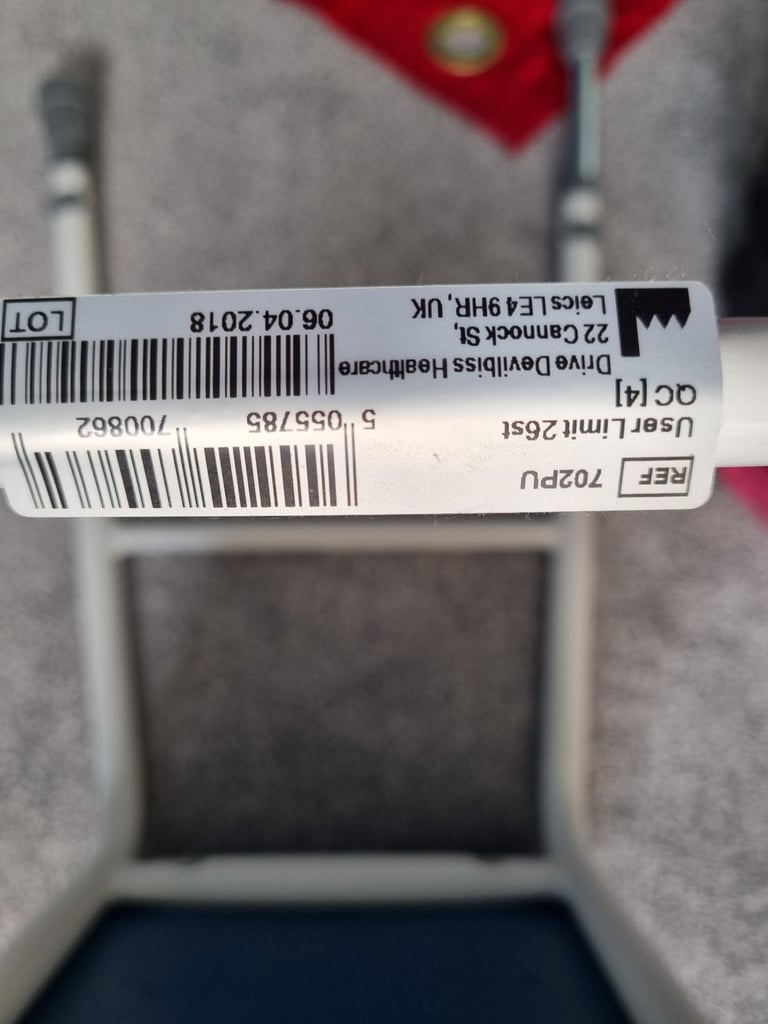 REF 702PU
User Limit 26st
QC [4]
Drive Devilbiss Healthcare
22 Cannock St,
Leics LE4 9HR, UK
5 055785 700862
06.04.2018 LOT